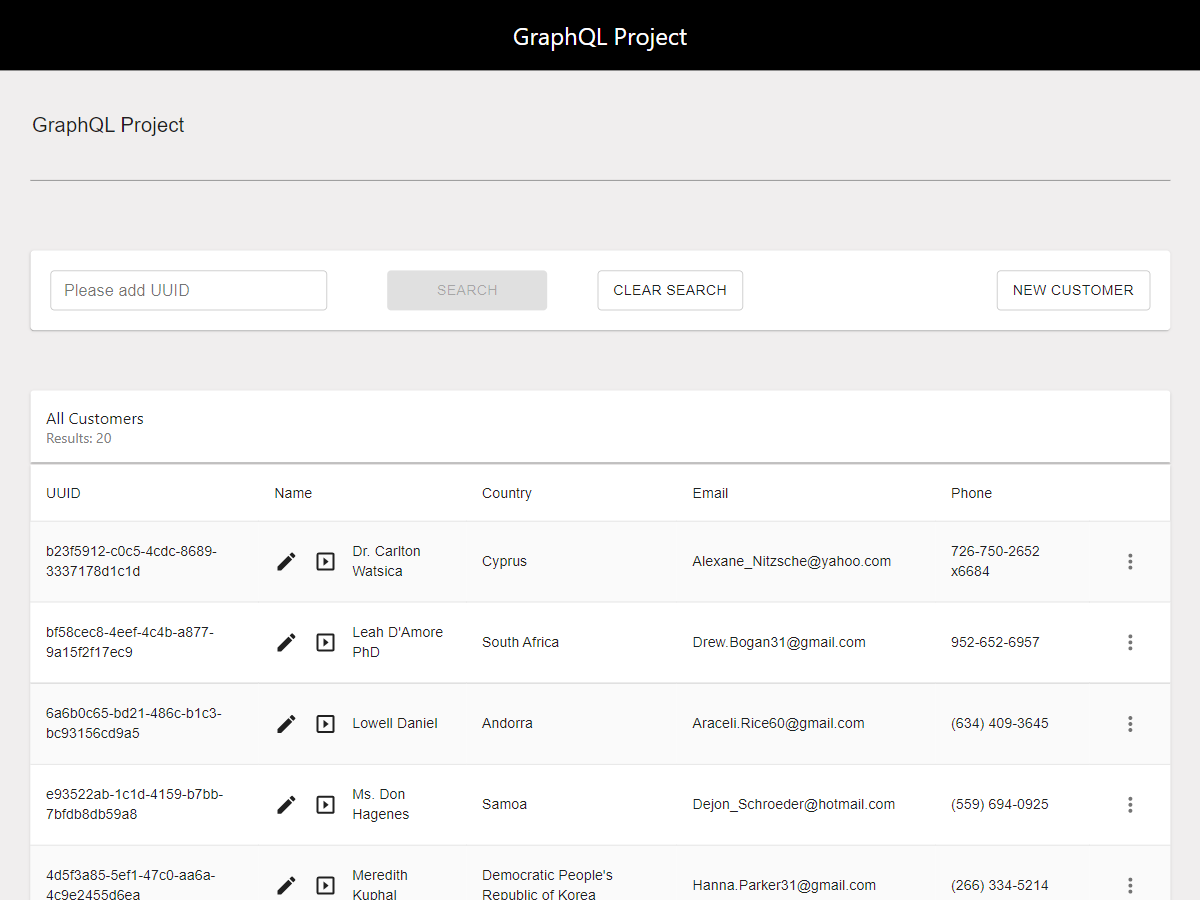 GraphQL Project
GraphQL Project
Please add UUID SEARCH CLEAR SEARCH NEW CUSTOMER
All Customers
Results: 20
UUID Name Country Email Phone
b23f5912-c0c5-4cdc-8689-
3337178d1c1d
Dr. Carlton
Watsica
Cyprus
Alexane_Nitzsche@yahoo.com
726-750-2652
x6684
bf58cec8-4eef-4c4b-a877-
9a15f2f17ec9
Leah D'Amore
PhD
South Africa
Drew.Bogan31@gmail.com
952-652-6957
6a6b0c65-bd21-486c-b1c3-
bc93156cd9a5
Lowell Daniel
Andorra
Araceli.Rice60@gmail.com
(634) 409-3645
e93522ab-1c1d-4159-b7bb-
7bfdb8db59a8
Ms. Don
Hagenes
Samoa
Dejon_Schroeder@hotmail.com
(559) 694-0925
4d5f3a85-5ef1-47c0-aa6a-
4c9e2455d6ea
Meredith
Kuphal
Democratic People's
Republic of Korea
Hanna.Parker31@gmail.com
(266) 334-5214